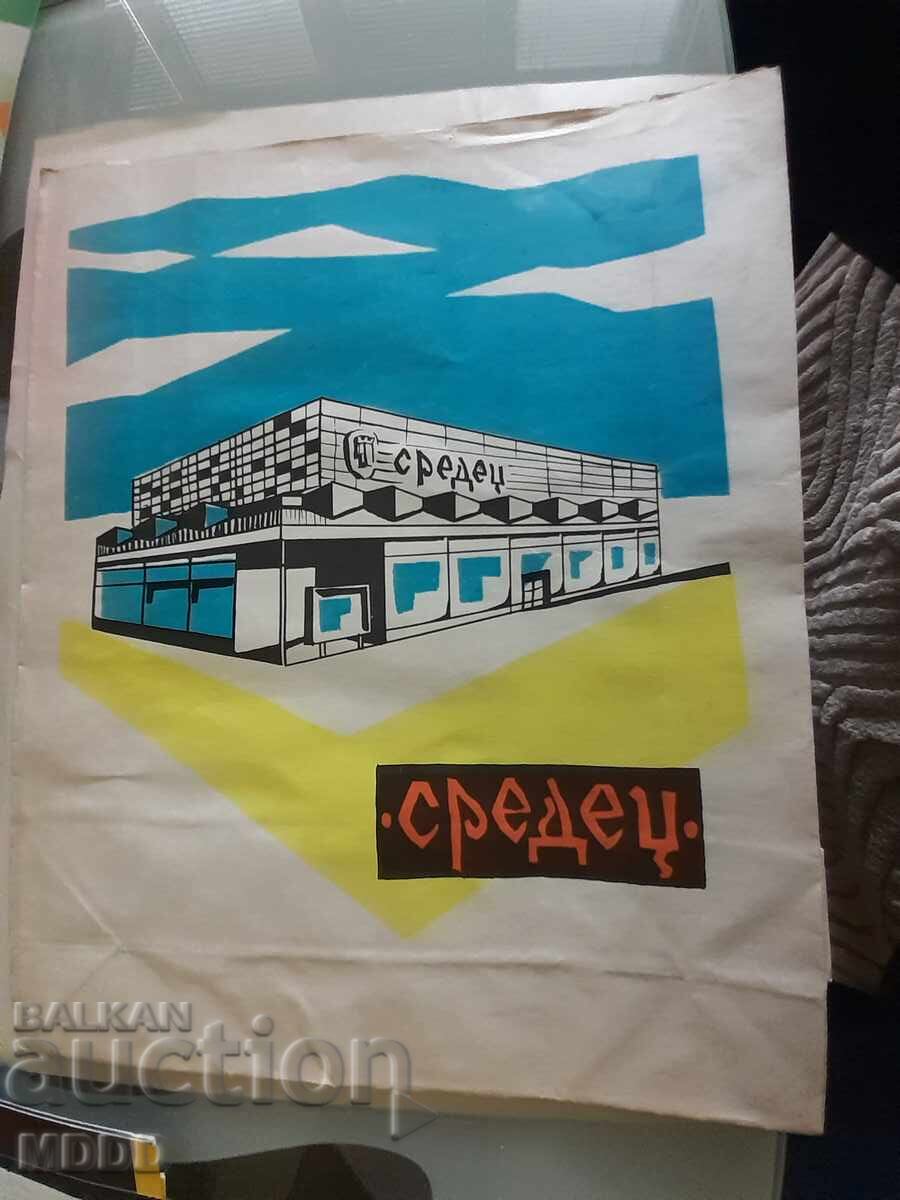 средец
·средец·
BALKAN
auction
MDDD